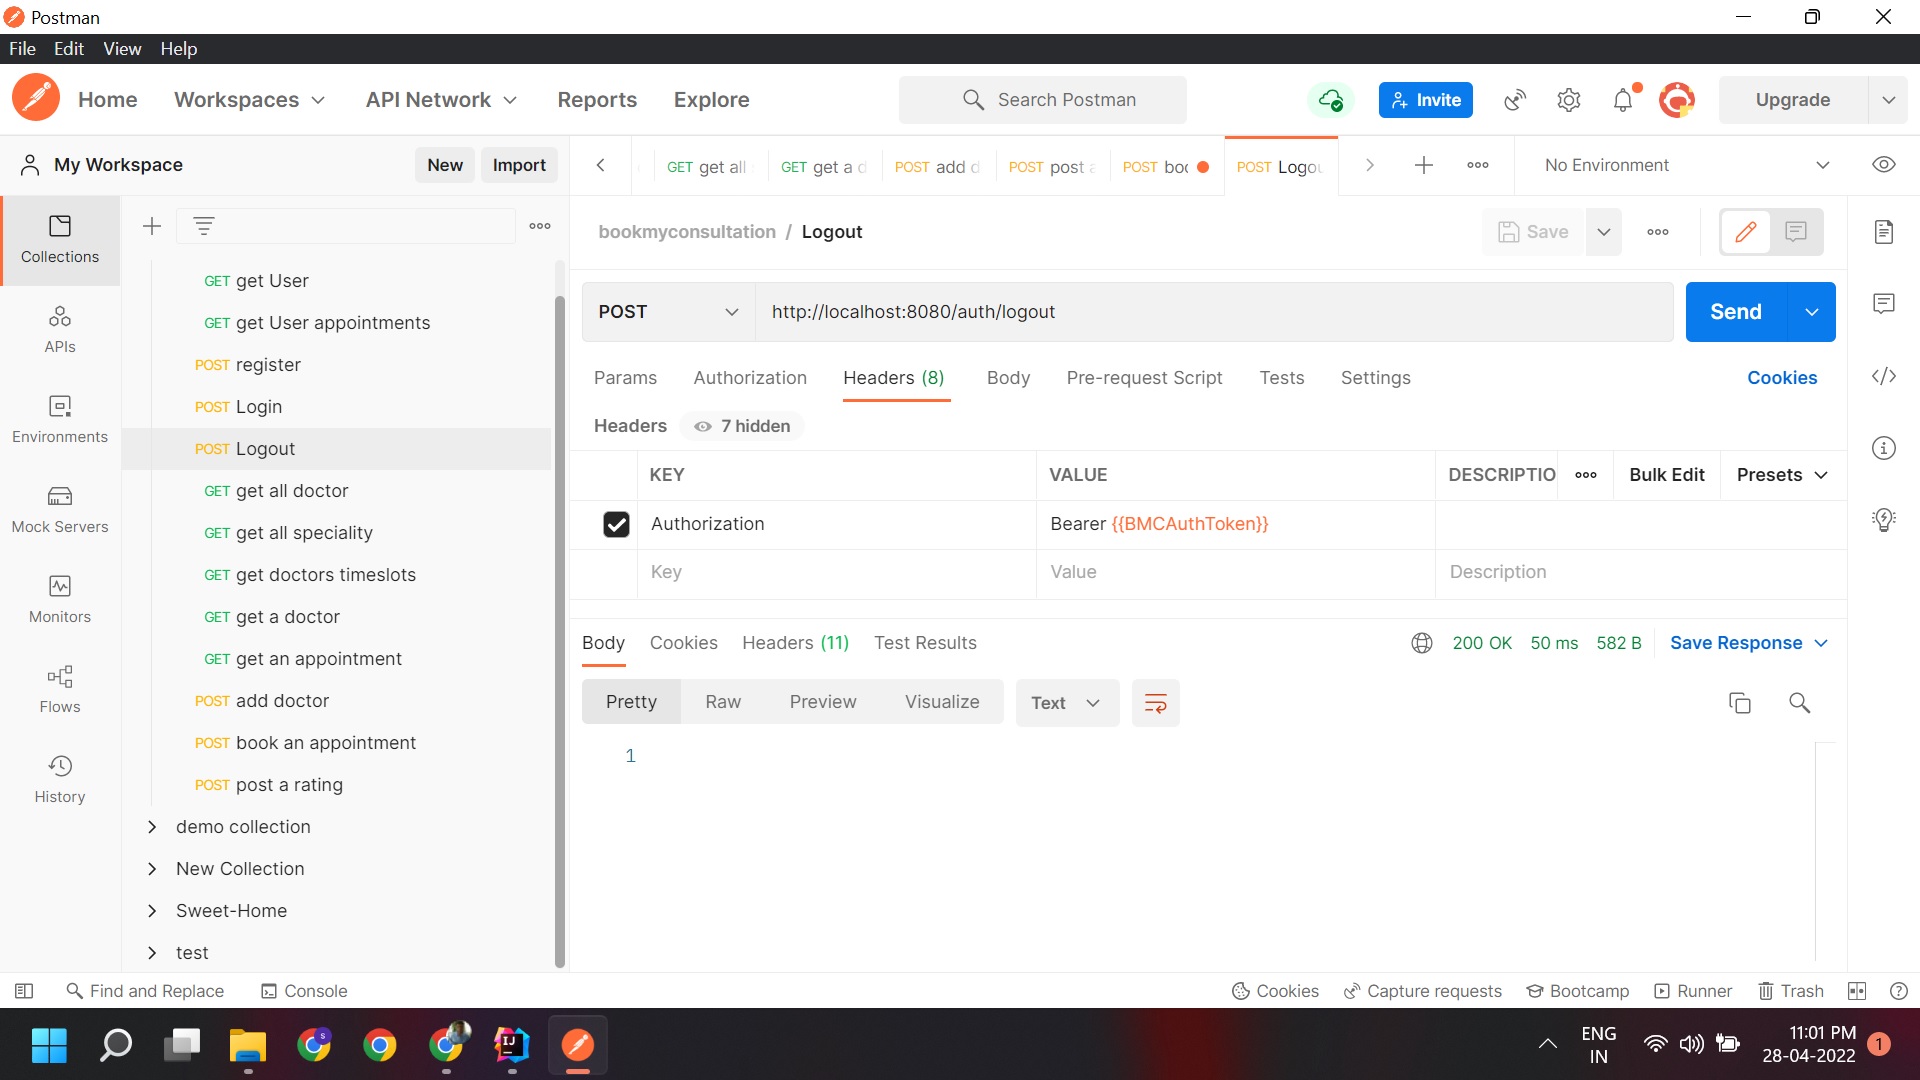 Postman
File Edit View Help
Home Workspaces API Network Reports Explore Search Postman Invite Upgrade
My Workspace New Import
GET get all GET get a d POST add d POST post a POST boo POST Logou No Environment
bookmyconsultation / Logout Save
Collections
APIs
Environments
Mock Servers
Monitors
Flows
History
GET get User
GET get User appointments
POST register
POST Login
POST Logout
GET get all doctor
GET get all speciality
GET get doctors timeslots
GET get a doctor
GET get an appointment
POST add doctor
POST book an appointment
POST post a rating
demo collection
New Collection
Sweet-Home
test
POST http://localhost:8080/auth/logout Send
Params Authorization Headers (8) Body Pre-request Script Tests Settings Cookies
Headers 7 hidden
KEY VALUE DESCRIPTIO Bulk Edit Presets
Authorization Bearer {{BMCAuthToken}}
Key Value Description
Body Cookies Headers (11) Test Results 200 OK 50 ms 582 B Save Response
Pretty Raw Preview Visualize Text
1
Find and Replace Console Cookies Capture requests Bootcamp Runner Trash
ENG
IN
11:01 PM
28-04-2022
1